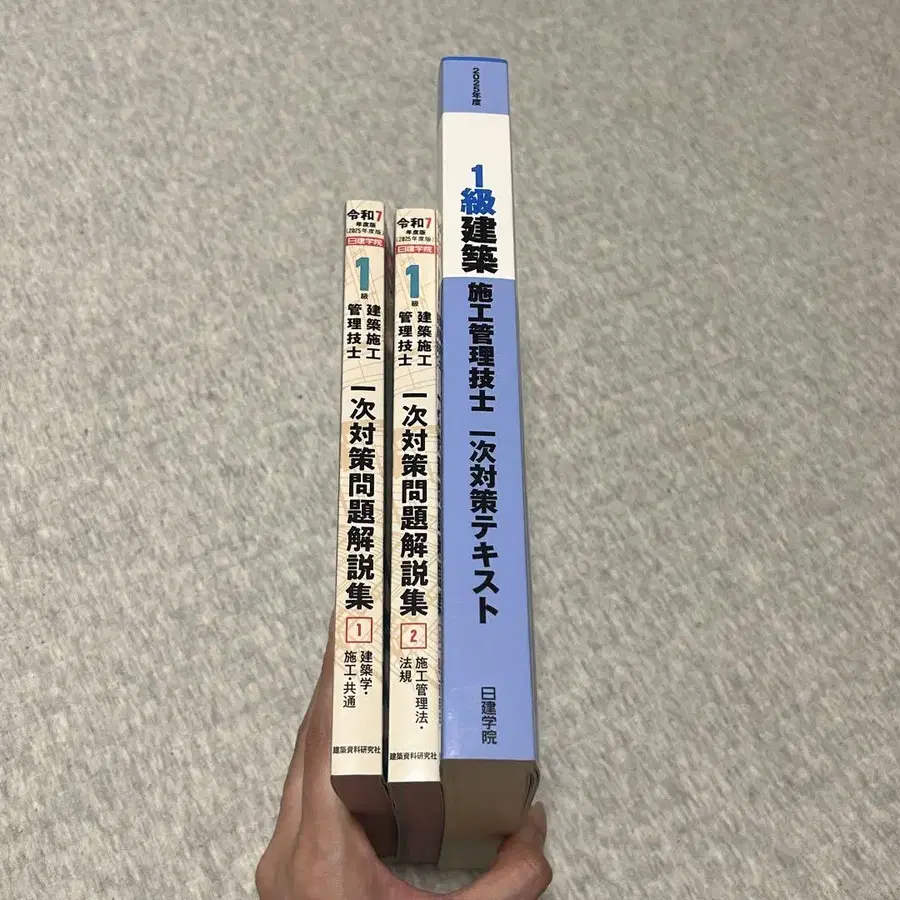 令和7
年度版
(2025年度版)
日建学院
1
級
建築施工
管理技士
一次対策問題解説集
1
建築学・
施工・共通
建築資料研究社
令和7
年度版
(2025年度版)
日建学院
1
級
建築施工
管理技士
一次対策問題解説集
2
施工管理法・
法規
建築資料研究社
2025年度
1級建築
施工管理技士 一次対策テキスト
日建学院